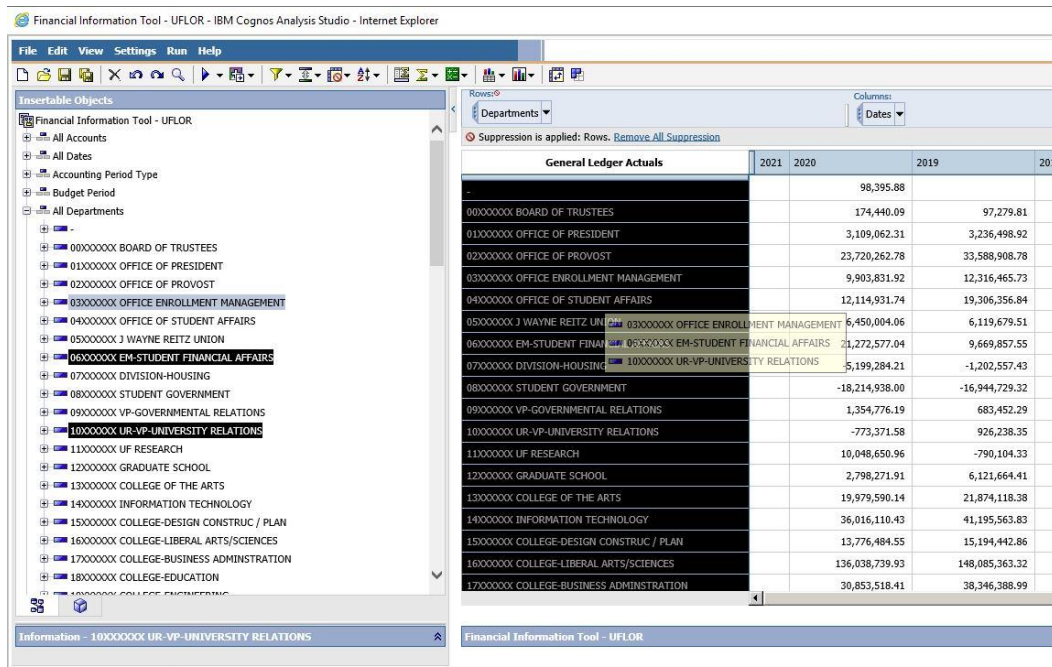 Financial Information Tool - UFLOR - IBM Cognos Analysis Studio - Internet Explorer
File Edit View Settings Run Help
Insertable Objects
Financial Information Tool - UFLOR
All Accounts
All Dates
Accounting Period Type
Budget Period
All Departments
-
00XXXXXX BOARD OF TRUSTEES
01XXXXXX OFFICE OF PRESIDENT
02XXXXXX OFFICE OF PROVOST
03XXXXXX OFFICE ENROLLMENT MANAGEMENT
04XXXXXX OFFICE OF STUDENT AFFAIRS
05XXXXXX J WAYNE REITZ UNION
06XXXXXX EM-STUDENT FINANCIAL AFFAIRS
07XXXXXX DIVISION-HOUSING
08XXXXXX STUDENT GOVERNMENT
09XXXXXX VP-GOVERNMENTAL RELATIONS
10XXXXXX UR-VP-UNIVERSITY RELATIONS
11XXXXXX UF RESEARCH
12XXXXXX GRADUATE SCHOOL
13XXXXXX COLLEGE OF THE ARTS
14XXXXXX INFORMATION TECHNOLOGY
15XXXXXX COLLEGE-DESIGN CONSTRUC / PLAN
16XXXXXX COLLEGE-LIBERAL ARTS/SCIENCES
17XXXXXX COLLEGE-BUSINESS ADMINSTRATION
18XXXXXX COLLEGE-EDUCATION
Information - 10XXXXXX UR-VP-UNIVERSITY RELATIONS
Rows: Columns:
Departments Dates
Suppression is applied: Rows. Remove All Suppression
General Ledger Actuals 2021 2020 2019
- 98,395.88
00XXXXXX BOARD OF TRUSTEES 174,440.09 97,279.81
01XXXXXX OFFICE OF PRESIDENT 3,109,062.31 3,236,498.92
02XXXXXX OFFICE OF PROVOST 23,720,262.78 33,588,908.78
03XXXXXX OFFICE ENROLLMENT MANAGEMENT 9,903,831.92 12,316,465.73
04XXXXXX OFFICE OF STUDENT AFFAIRS 12,114,931.74 19,306,356.84
05XXXXXX J WAYNE REITZ UNION 6,450,004.06 6,119,679.51
03XXXXXX OFFICE ENROLLMENT MANAGEMENT
06XXXXXX EM-STUDENT 21,272,577.04 9,669,857.55
06XXXXXX EM-STUDENT FINANCIAL AFFAIRS
07XXXXXX DIVISION-HOUSING -5,199,284.21 -1,202,557.43
10XXXXXX UR-VP-UNIVERSITY RELATIONS
08XXXXXX STUDENT GOVERNMENT -18,214,938.00 -16,944,729.32
09XXXXXX VP-GOVERNMENTAL RELATIONS 1,354,776.19 683,452.29
10XXXXXX UR-VP-UNIVERSITY RELATIONS -773,371.58 926,238.35
11XXXXXX UF RESEARCH 10,048,650.96 -790,104.33
12XXXXXX GRADUATE SCHOOL 2,798,271.91 6,121,664.41
13XXXXXX COLLEGE OF THE ARTS 19,979,590.14 21,874,118.38
14XXXXXX INFORMATION TECHNOLOGY 36,016,110.43 41,195,563.83
15XXXXXX COLLEGE-DESIGN CONSTRUC / PLAN 13,776,484.55 15,194,442.86
16XXXXXX COLLEGE-LIBERAL ARTS/SCIENCES 136,038,739.93 148,085,363.32
17XXXXXX COLLEGE-BUSINESS ADMINSTRATION 30,853,518.41 38,346,388.99
Financial Information Tool - UFLOR